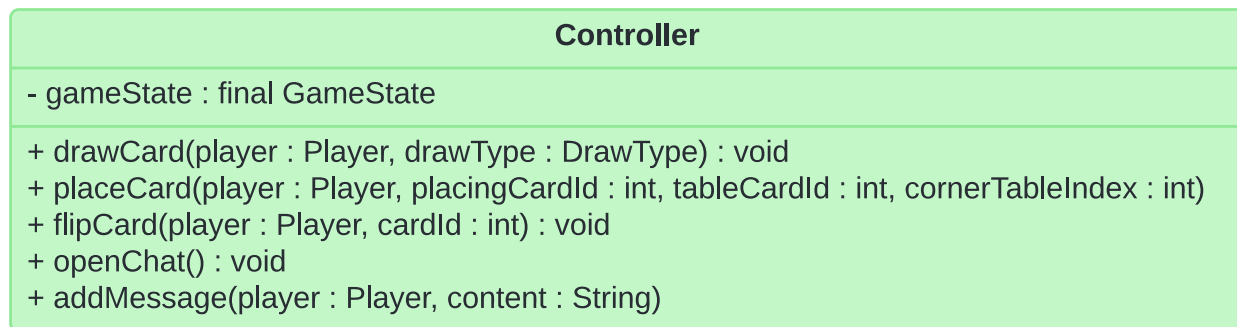 Controller
- gameState : final GameState
+ drawCard(player : Player, drawType : DrawType) : void
+ placeCard(player : Player, placingCardId : int, tableCardId : int, cornerTableIndex : int)
+ flipCard(player : Player, cardId : int) : void
+ openChat() : void
+ addMessage(player : Player, content : String)